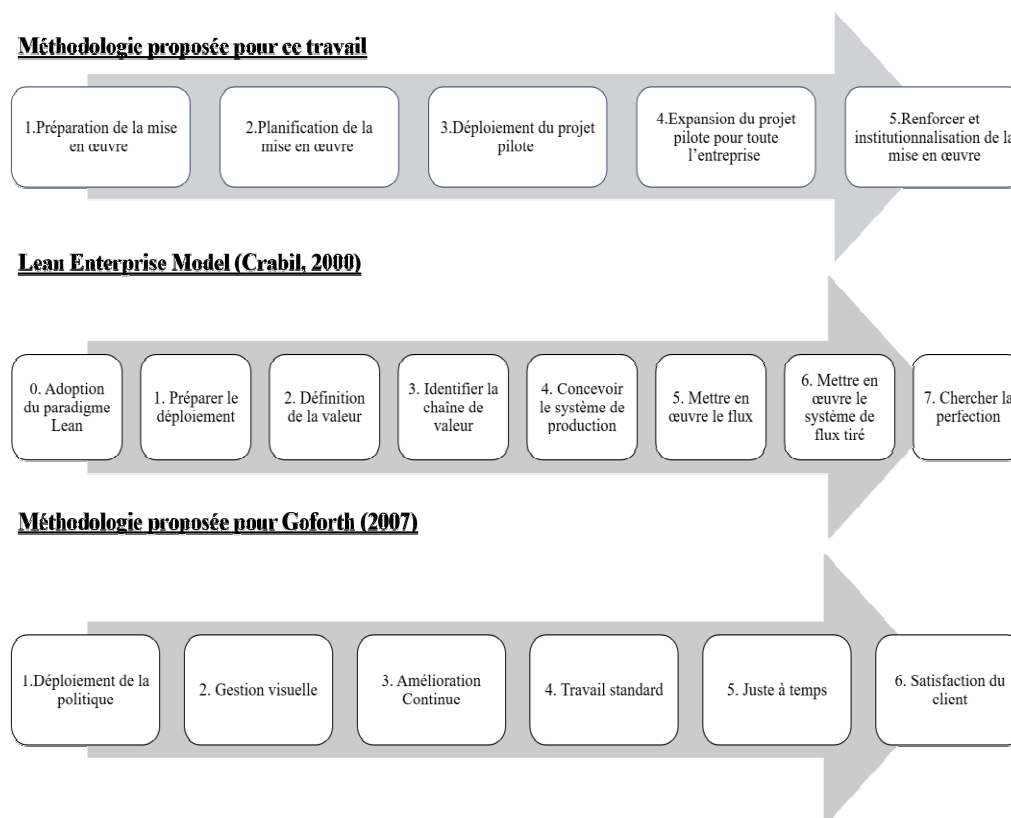 Méthodologie proposée pour ce travail
1.Préparation de la mise
en œuvre
2.Planification de la
mise en œuvre
3.Déploiement du projet
pilote
4.Expansion du projet
pilote pour toute
l’entreprise
5.Renforcer et
institutionnalisation de la
mise en œuvre
Lean Enterprise Model (Crabil, 2000)
0. Adoption
du paradigme
Lean
1. Préparer le
déploiement
2. Définition
de la valeur
3. Identifier la
chaîne de
valeur
4. Concevoir
le système de
production
5. Mettre en
œuvre le flux
6. Mettre en
œuvre le
système de
flux tiré
7. Chercher la
perfection
Méthodologie proposée pour Goforth (2007)
1.Déploiement de la
politique
2. Gestion visuelle
3. Amélioration
Continue
4. Travail standard
5. Juste à temps
6. Satisfaction du
client